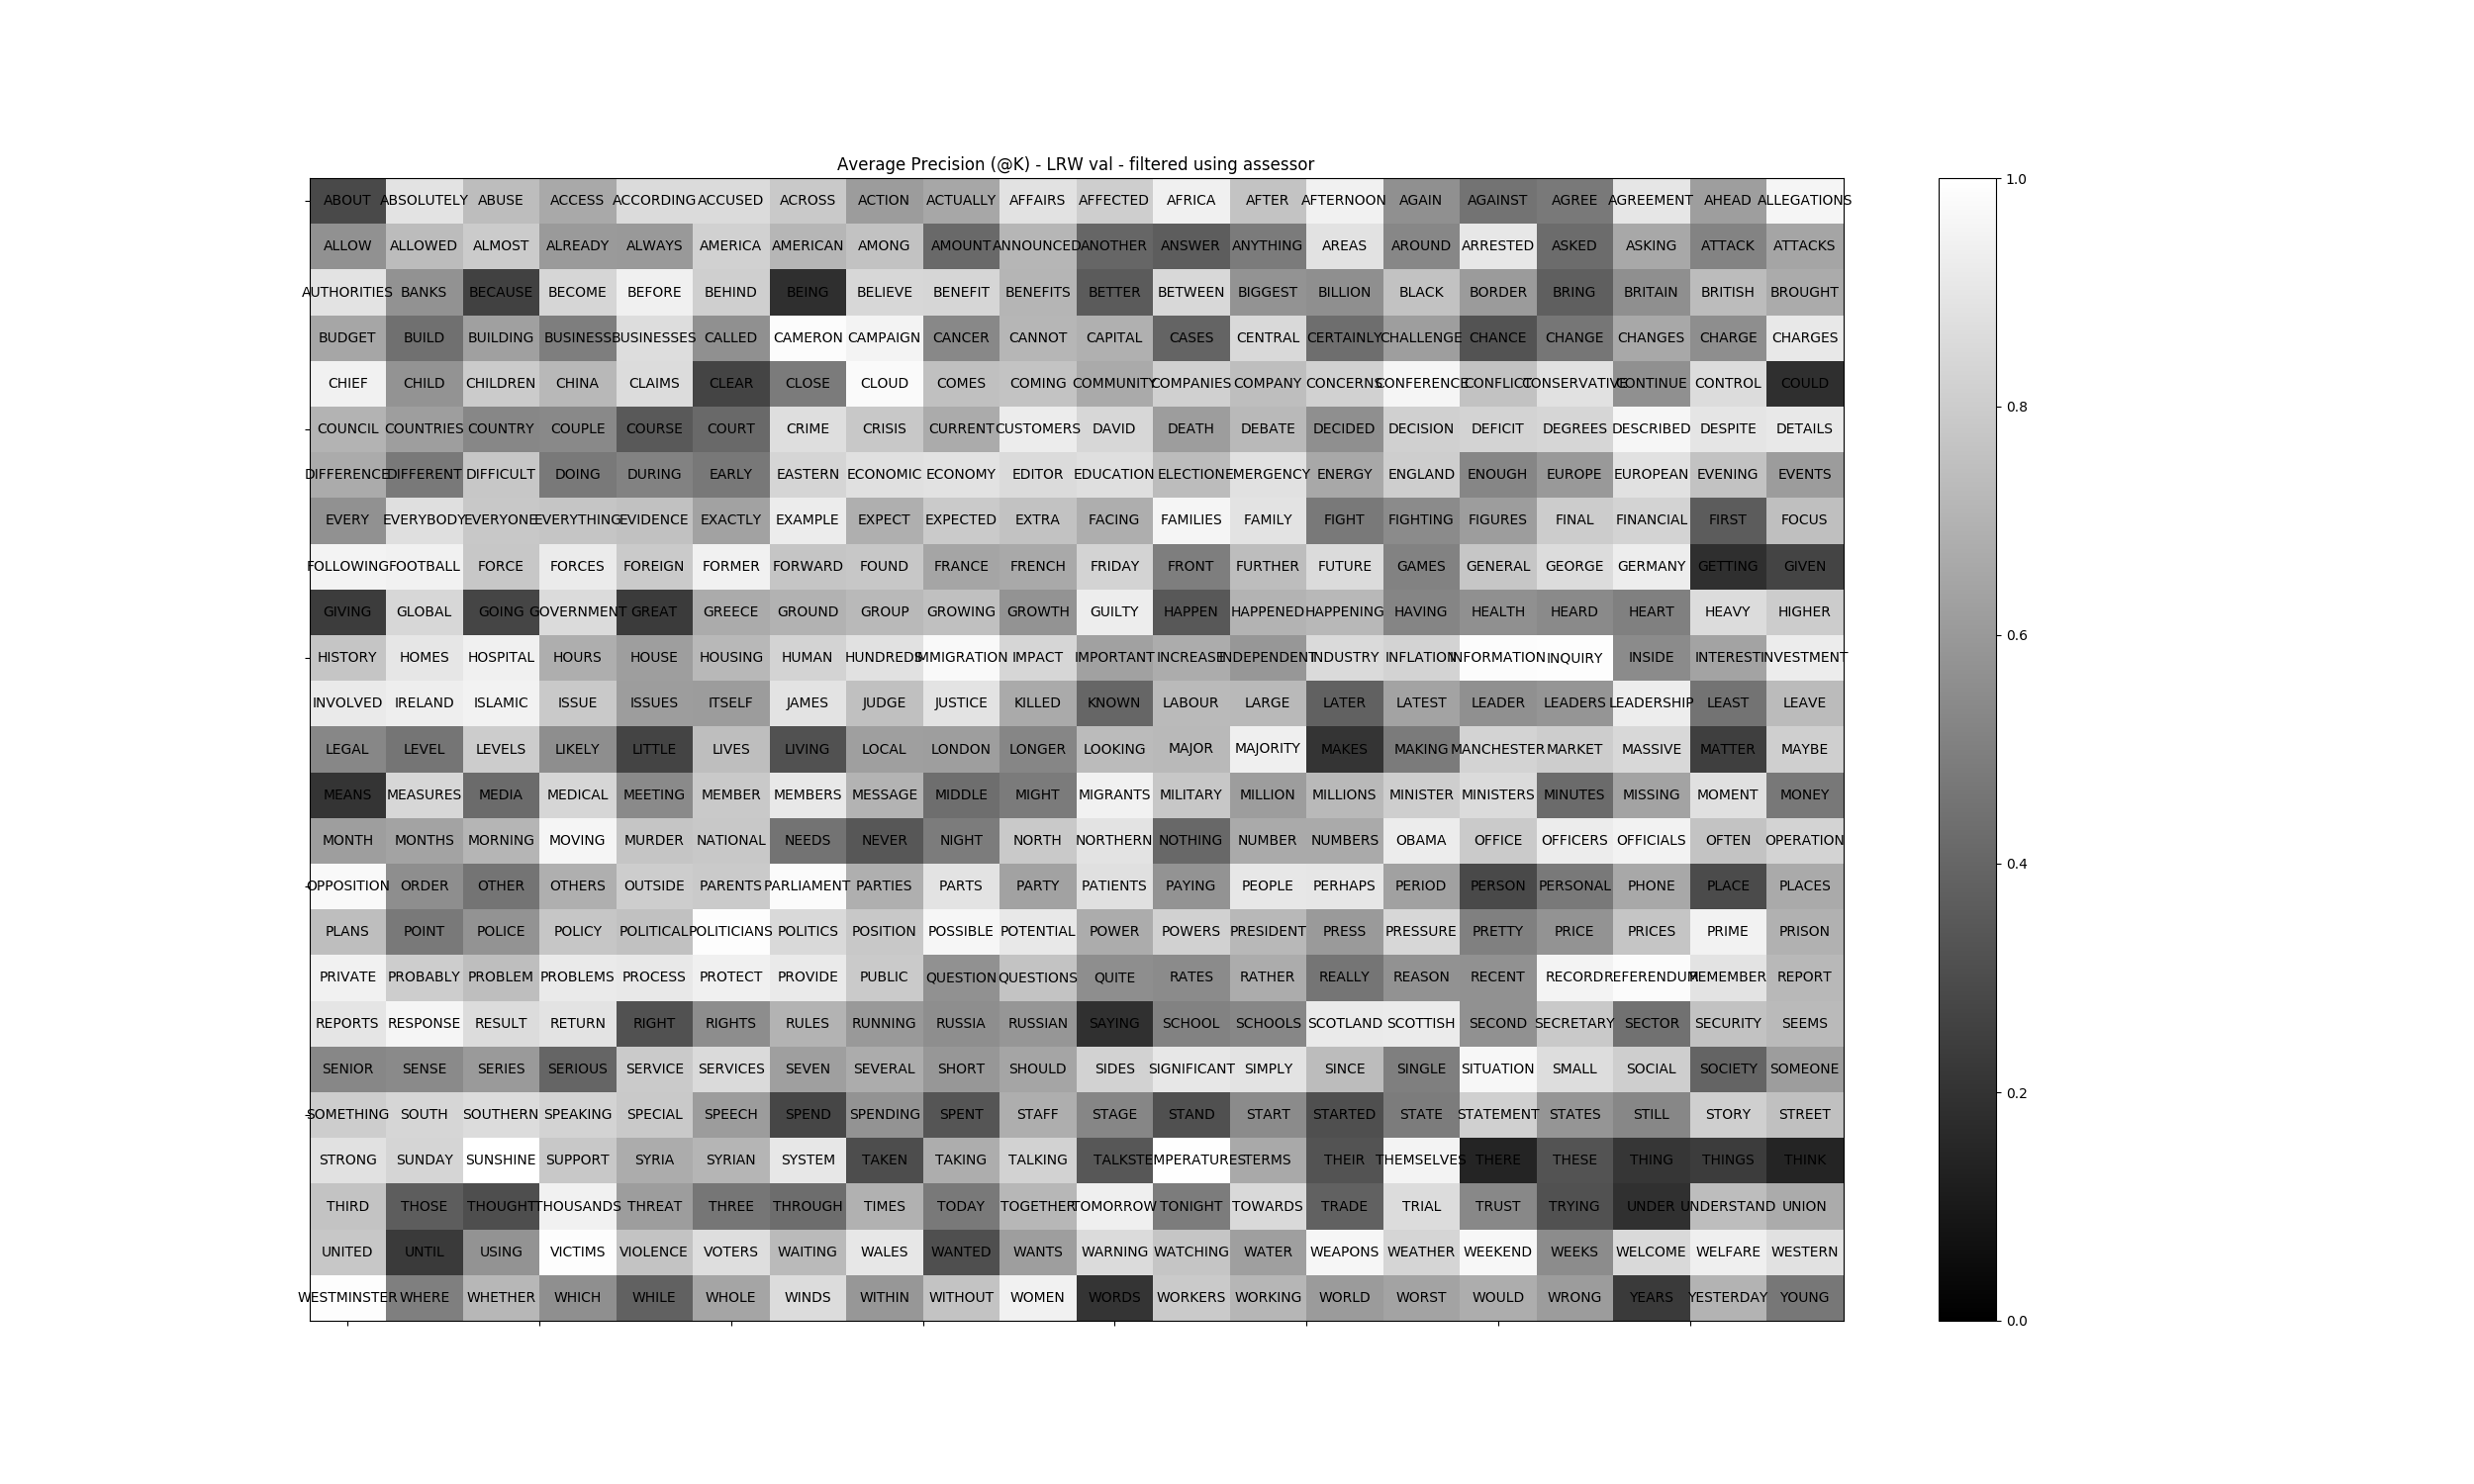 Average Precision (@K) - LRW val - filtered using assessor
ABOUT ABSOLUTELY ABUSE ACCESS ACCORDING ACCUSED ACROSS ACTION ACTUALLY AFFAIRS AFFECTED AFRICA AFTER AFTERNOON AGAIN AGAINST AGREE AGREEMENT AHEAD ALLEGATIONS
ALLOW ALLOWED ALMOST ALREADY ALWAYS AMERICA AMERICAN AMONG AMOUNT ANNOUNCED ANOTHER ANSWER ANYTHING AREAS AROUND ARRESTED ASKED ASKING ATTACK ATTACKS
AUTHORITIES BANKS BECAUSE BECOME BEFORE BEHIND BEING BELIEVE BENEFIT BENEFITS BETTER BETWEEN BIGGEST BILLION BLACK BORDER BRING BRITAIN BRITISH BROUGHT
BUDGET BUILD BUILDING BUSINESS BUSINESSES CALLED CAMERON CAMPAIGN CANCER CANNOT CAPITAL CASES CENTRAL CERTAINLY CHALLENGE CHANCE CHANGE CHANGES CHARGE CHARGES
CHIEF CHILD CHILDREN CHINA CLAIMS CLEAR CLOSE CLOUD COMES COMING COMMUNITY COMPANIES COMPANY CONCERNS CONFERENCE CONFLICT CONSERVATIVE CONTINUE CONTROL COULD
COUNCIL COUNTRIES COUNTRY COUPLE COURSE COURT CRIME CRISIS CURRENT CUSTOMERS DAVID DEATH DEBATE DECIDED DECISION DEFICIT DEGREES DESCRIBED DESPITE DETAILS
DIFFERENCE DIFFERENT DIFFICULT DOING DURING EARLY EASTERN ECONOMIC ECONOMY EDITOR EDUCATION ELECTION EMERGENCY ENERGY ENGLAND ENOUGH EUROPE EUROPEAN EVENING EVENTS
EVERY EVERYBODY EVERYONE EVERYTHING EVIDENCE EXACTLY EXAMPLE EXPECT EXPECTED EXTRA FACING FAMILIES FAMILY FIGHT FIGHTING FIGURES FINAL FINANCIAL FIRST FOCUS
FOLLOWING FOOTBALL FORCE FORCES FOREIGN FORMER FORWARD FOUND FRANCE FRENCH FRIDAY FRONT FURTHER FUTURE GAMES GENERAL GEORGE GERMANY GETTING GIVEN
GIVING GLOBAL GOING GOVERNMENT GREAT GREECE GROUND GROUP GROWING GROWTH GUILTY HAPPEN HAPPENED HAPPENING HAVING HEALTH HEARD HEART HEAVY HIGHER
HISTORY HOMES HOSPITAL HOURS HOUSE HOUSING HUMAN HUNDREDS IMMIGRATION IMPACT IMPORTANT INCREASE INDEPENDENT INDUSTRY INFLATION INFORMATION INQUIRY INSIDE INTEREST INVESTMENT
INVOLVED IRELAND ISLAMIC ISSUE ISSUES ITSELF JAMES JUDGE JUSTICE KILLED KNOWN LABOUR LARGE LATER LATEST LEADER LEADERS LEADERSHIP LEAST LEAVE
LEGAL LEVEL LEVELS LIKELY LITTLE LIVES LIVING LOCAL LONDON LONGER LOOKING MAJOR MAJORITY MAKES MAKING MANCHESTER MARKET MASSIVE MATTER MAYBE
MEANS MEASURES MEDIA MEDICAL MEETING MEMBER MEMBERS MESSAGE MIDDLE MIGHT MIGRANTS MILITARY MILLION MILLIONS MINISTER MINISTERS MINUTES MISSING MOMENT MONEY
MONTH MONTHS MORNING MOVING MURDER NATIONAL NEEDS NEVER NIGHT NORTH NORTHERN NOTHING NUMBER NUMBERS OBAMA OFFICE OFFICERS OFFICIALS OFTEN OPERATION
OPPOSITION ORDER OTHER OTHERS OUTSIDE PARENTS PARLIAMENT PARTIES PARTS PARTY PATIENTS PAYING PEOPLE PERHAPS PERIOD PERSON PERSONAL PHONE PLACE PLACES
PLANS POINT POLICE POLICY POLITICAL POLITICIANS POLITICS POSITION POSSIBLE POTENTIAL POWER POWERS PRESIDENT PRESS PRESSURE PRETTY PRICE PRICES PRIME PRISON
PRIVATE PROBABLY PROBLEM PROBLEMS PROCESS PROTECT PROVIDE PUBLIC QUESTION QUESTIONS QUITE RATES RATHER REALLY REASON RECENT RECORD REFERENDUM REMEMBER REPORT
REPORTS RESPONSE RESULT RETURN RIGHT RIGHTS RULES RUNNING RUSSIA RUSSIAN SAYING SCHOOL SCHOOLS SCOTLAND SCOTTISH SECOND SECRETARY SECTOR SECURITY SEEMS
SENIOR SENSE SERIES SERIOUS SERVICE SERVICES SEVEN SEVERAL SHORT SHOULD SIDES SIGNIFICANT SIMPLY SINCE SINGLE SITUATION SMALL SOCIAL SOCIETY SOMEONE
SOMETHING SOUTH SOUTHERN SPEAKING SPECIAL SPEECH SPEND SPENDING SPENT STAFF STAGE STAND START STARTED STATE STATEMENT STATES STILL STORY STREET
STRONG SUNDAY SUNSHINE SUPPORT SYRIA SYRIAN SYSTEM TAKEN TAKING TALKING TALKS TEMPERATURES TERMS THEIR THEMSELVES THERE THESE THING THINGS THINK
THIRD THOSE THOUGHT THOUSANDS THREAT THREE THROUGH TIMES TODAY TOGETHER TOMORROW TONIGHT TOWARDS TRADE TRIAL TRUST TRYING UNDER UNDERSTAND UNION
UNITED UNTIL USING VICTIMS VIOLENCE VOTERS WAITING WALES WANTED WANTS WARNING WATCHING WATER WEAPONS WEATHER WEEKEND WEEKS WELCOME WELFARE WESTERN
WESTMINSTER WHERE WHETHER WHICH WHILE WHOLE WINDS WITHIN WITHOUT WOMEN WORDS WORKERS WORKING WORLD WORST WOULD WRONG YEARS YESTERDAY YOUNG
1.0
0.8
0.6
0.4
0.2
0.0